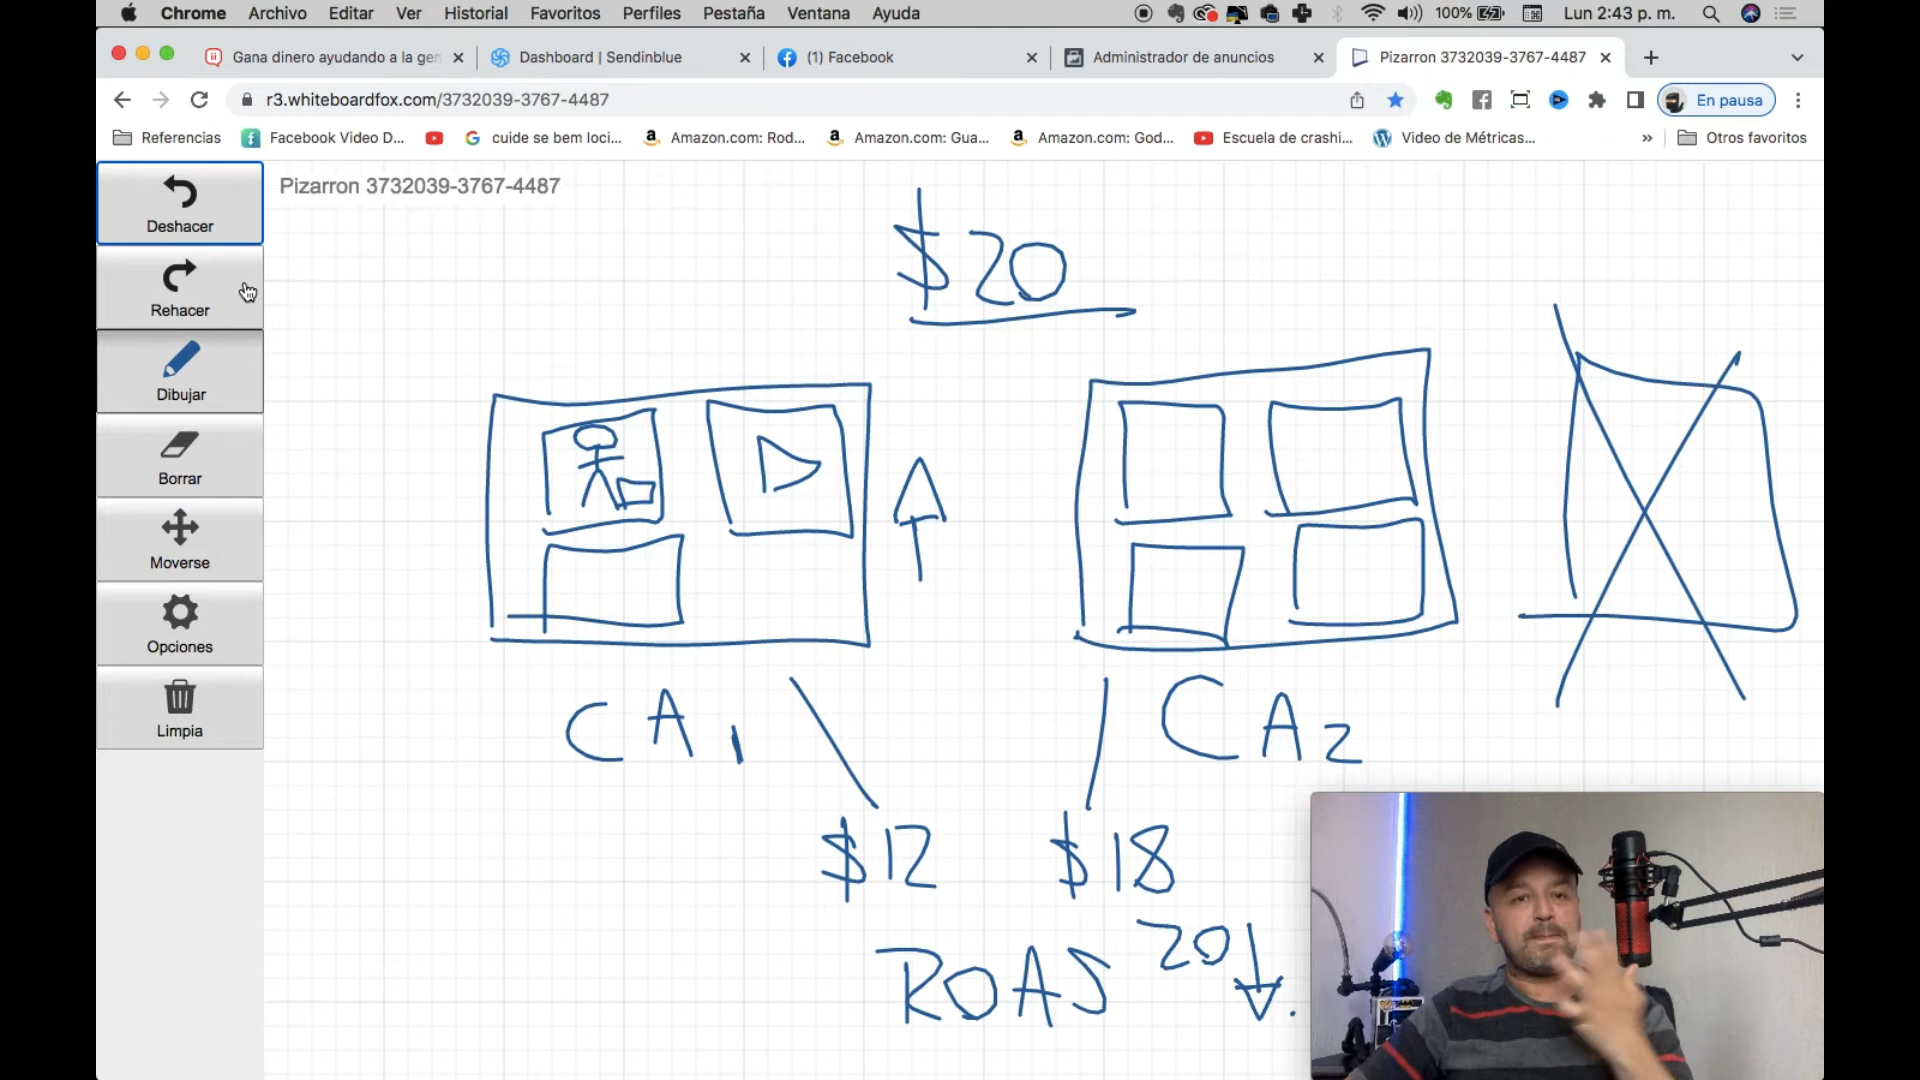 Chrome Archivo Editar Ver Historial Favoritos Perfiles Pestaña Ventana Ayuda 100% Lun 2:43 p. m.
Gana dinero ayudando a la gen Dashboard | Sendinblue (1) Facebook Administrador de anuncios Pizarron 3732039-3767-4487
r3.whiteboardfox.com/3732039-3767-4487 En pausa
Referencias Facebook Video D... cuide se bem loci... Amazon.com: Rod... Amazon.com: Gua... Amazon.com: God... Escuela de crashi... Video de Métricas... » Otros favoritos
Deshacer
Rehacer
Dibujar
Borrar
Moverse
Opciones
Limpia
Pizarron 3732039-3767-4487
$20
CA1 CA2
$12 $18
ROAS 20